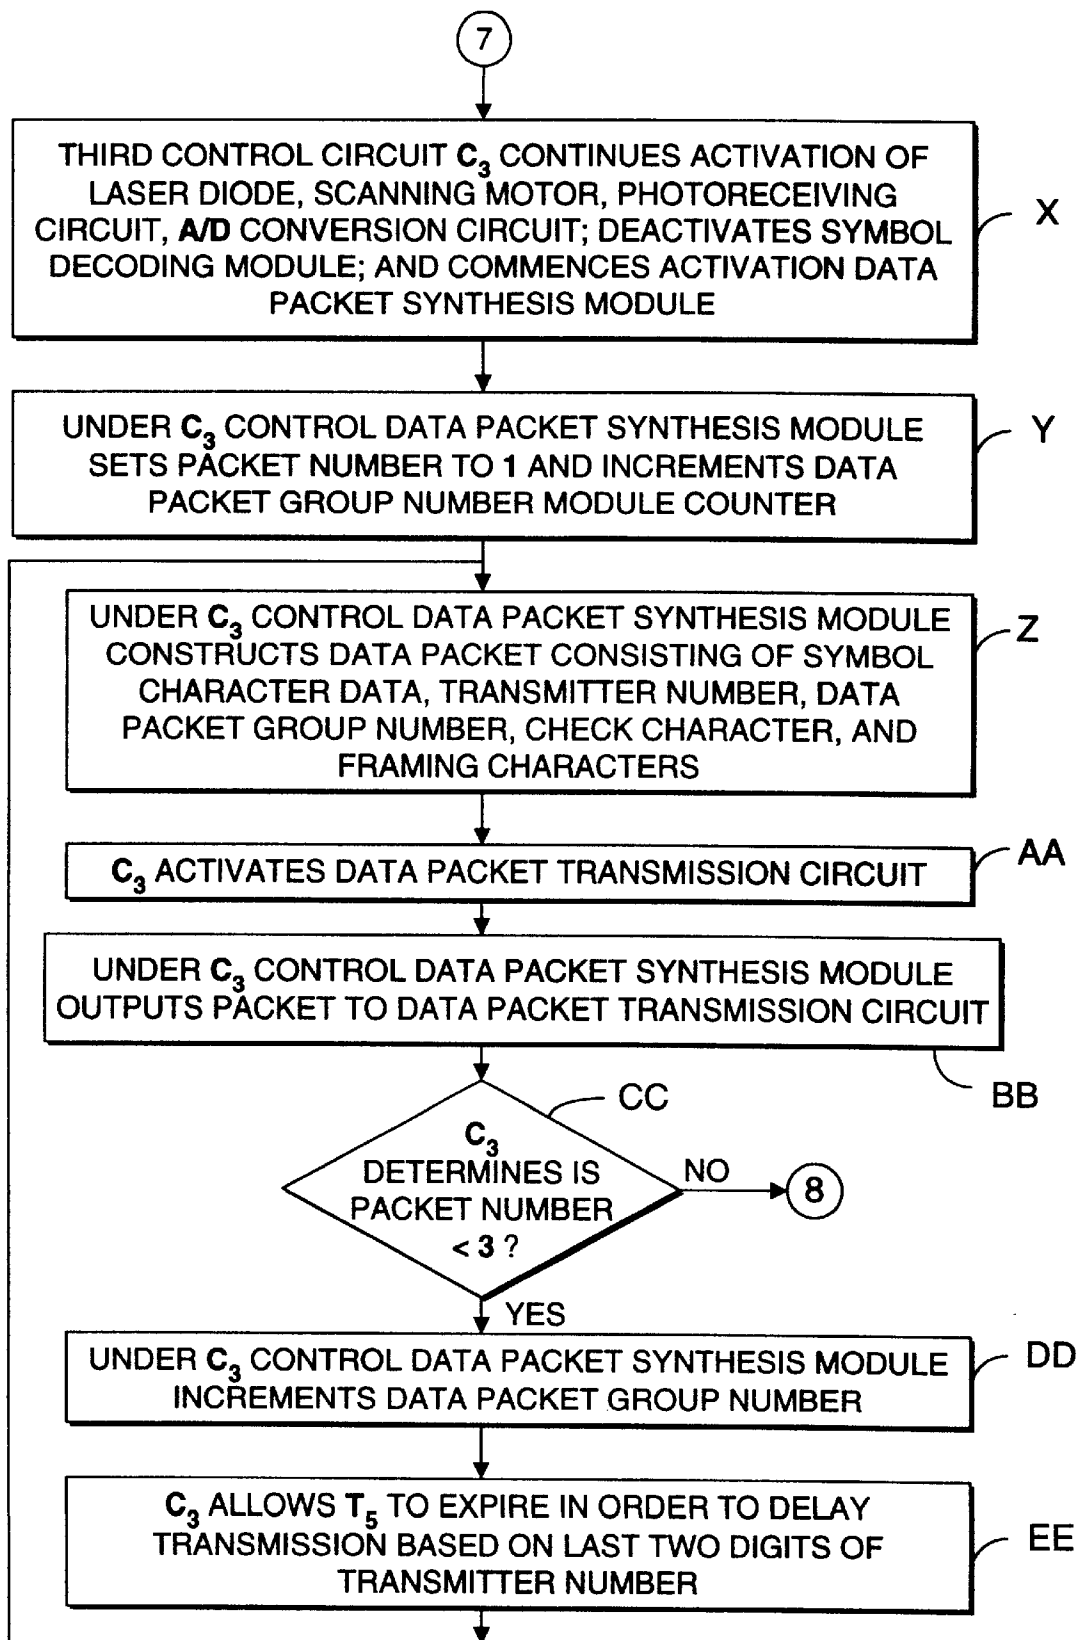 7
THIRD CONTROL CIRCUIT C3 CONTINUES ACTIVATION OF
LASER DIODE, SCANNING MOTOR, PHOTORECEIVING
CIRCUIT, A/D CONVERSION CIRCUIT; DEACTIVATES SYMBOL
DECODING MODULE; AND COMMENCES ACTIVATION DATA
PACKET SYNTHESIS MODULE
X
UNDER C3 CONTROL DATA PACKET SYNTHESIS MODULE
SETS PACKET NUMBER TO 1 AND INCREMENTS DATA
PACKET GROUP NUMBER MODULE COUNTER
Y
UNDER C3 CONTROL DATA PACKET SYNTHESIS MODULE
CONSTRUCTS DATA PACKET CONSISTING OF SYMBOL
CHARACTER DATA, TRANSMITTER NUMBER, DATA
PACKET GROUP NUMBER, CHECK CHARACTER, AND
FRAMING CHARACTERS
Z
C3 ACTIVATES DATA PACKET TRANSMISSION CIRCUIT
AA
UNDER C3 CONTROL DATA PACKET SYNTHESIS MODULE
OUTPUTS PACKET TO DATA PACKET TRANSMISSION CIRCUIT
BB
CC
C3
DETERMINES IS
PACKET NUMBER
< 3 ?
NO
8
YES
UNDER C3 CONTROL DATA PACKET SYNTHESIS MODULE
INCREMENTS DATA PACKET GROUP NUMBER
DD
C3 ALLOWS T5 TO EXPIRE IN ORDER TO DELAY
TRANSMISSION BASED ON LAST TWO DIGITS OF
TRANSMITTER NUMBER
EE